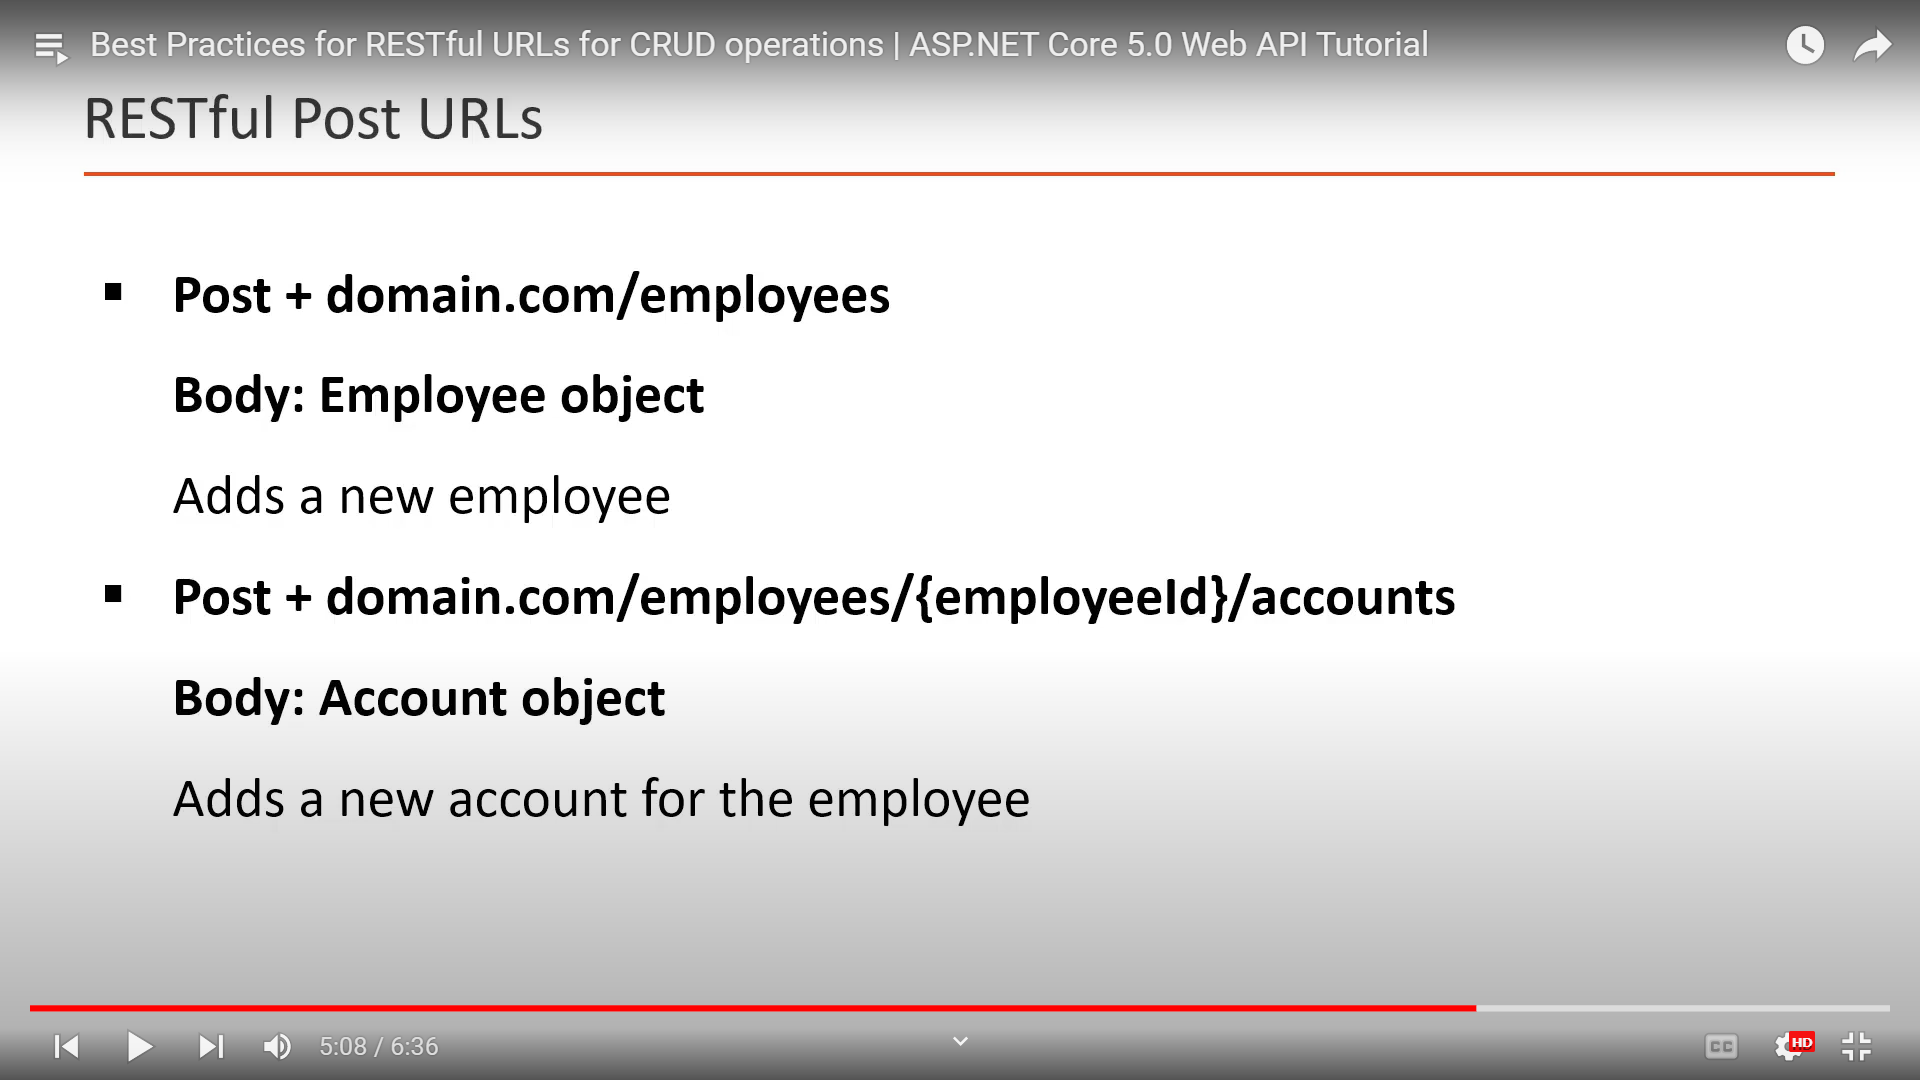 Best Practices for RESTful URLs for CRUD operations | ASP.NET Core 5.0 Web API Tutorial
RESTful Post URLs
▪ Post + domain.com/employees
Body: Employee object
Adds a new employee
▪ Post + domain.com/employees/{employeeId}/accounts
Body: Account object
Adds a new account for the employee
5:08 / 6:36
CC
HD